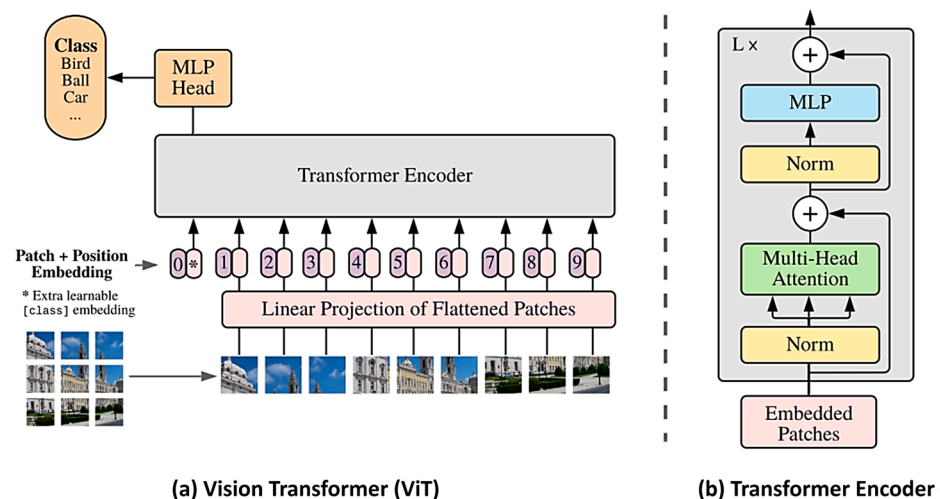 Class
Bird
Ball
Car
...
MLP
Head
Transformer Encoder
Patch + Position
Embedding
* Extra learnable
[class] embedding
0 * 1 2 3 4 5 6 7 8 9
Linear Projection of Flattened Patches
(a) Vision Transformer (ViT)
L ×
+
MLP
Norm
+
Multi-Head
Attention
Norm
Embedded
Patches
(b) Transformer Encoder